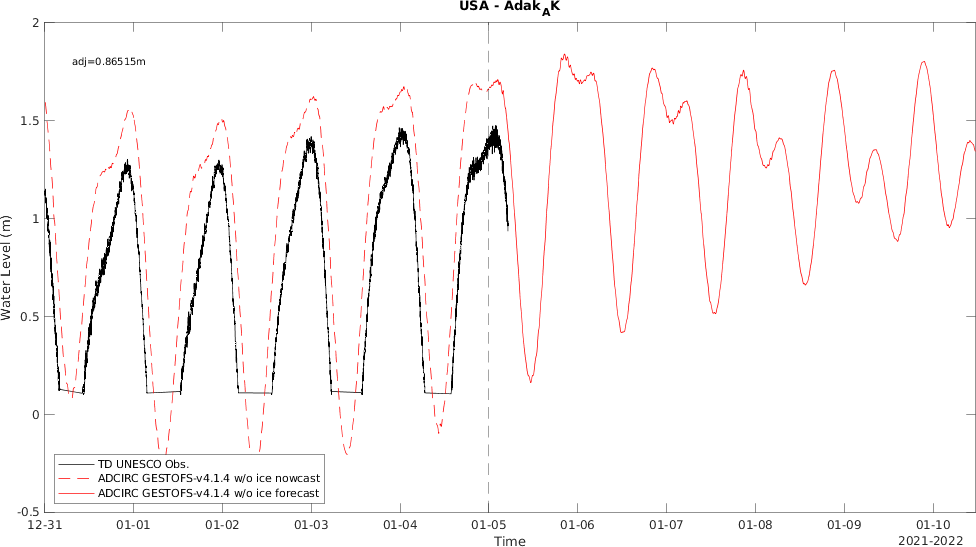 USA - Adak_AK
2
adj=0.86515m
1.5
1
0.5
0
-0.5
Water Level (m)
TD UNESCO Obs.
ADCIRC GESTOFS-v4.1.4 w/o ice nowcast
ADCIRC GESTOFS-v4.1.4 w/o ice forecast
12-31 01-01 01-02 01-03 01-04 01-05 01-06 01-07 01-08 01-09 01-10
Time
2021-2022